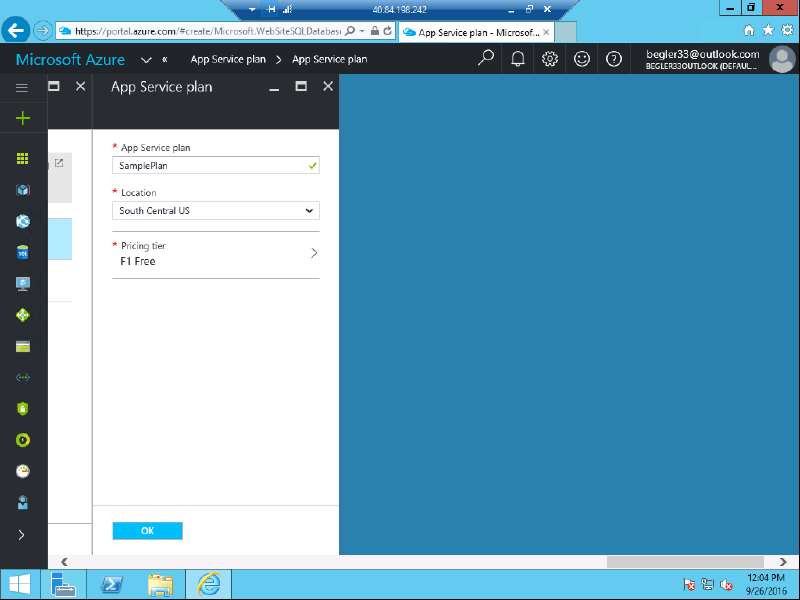 40.84.198.242
https://portal.azure.com/#create/Microsoft.WebSiteSQLDatabas
App Service plan - Microsof...
Microsoft Azure
App Service plan > App Service plan
begler33@outlook.com
BEGLER33OUTLOOK (DEFAUL...
App Service plan
* App Service plan
SamplePlan
* Location
South Central US
* Pricing tier
F1 Free
OK
12:04 PM
9/26/2016